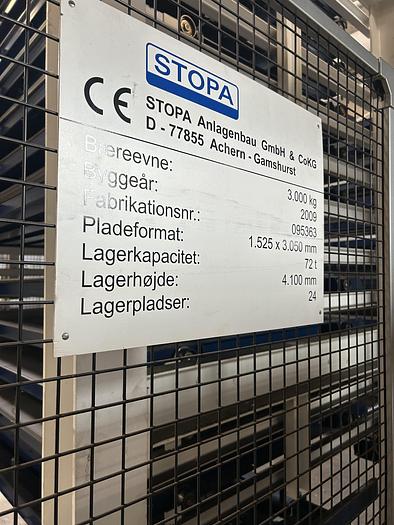 STOPA
CE
STOPA Anlagenbau GmbH & CoKG
D - 77855 Achern - Gamshurst
Bæreevne: 3.000 kg
Byggeår: 2009
Fabrikationsnr.: 095363
Pladeformat: 1.525 x 3.050 mm
Lagerkapacitet: 72 t
Lagerhøjde: 4.100 mm
Lagerpladser: 24